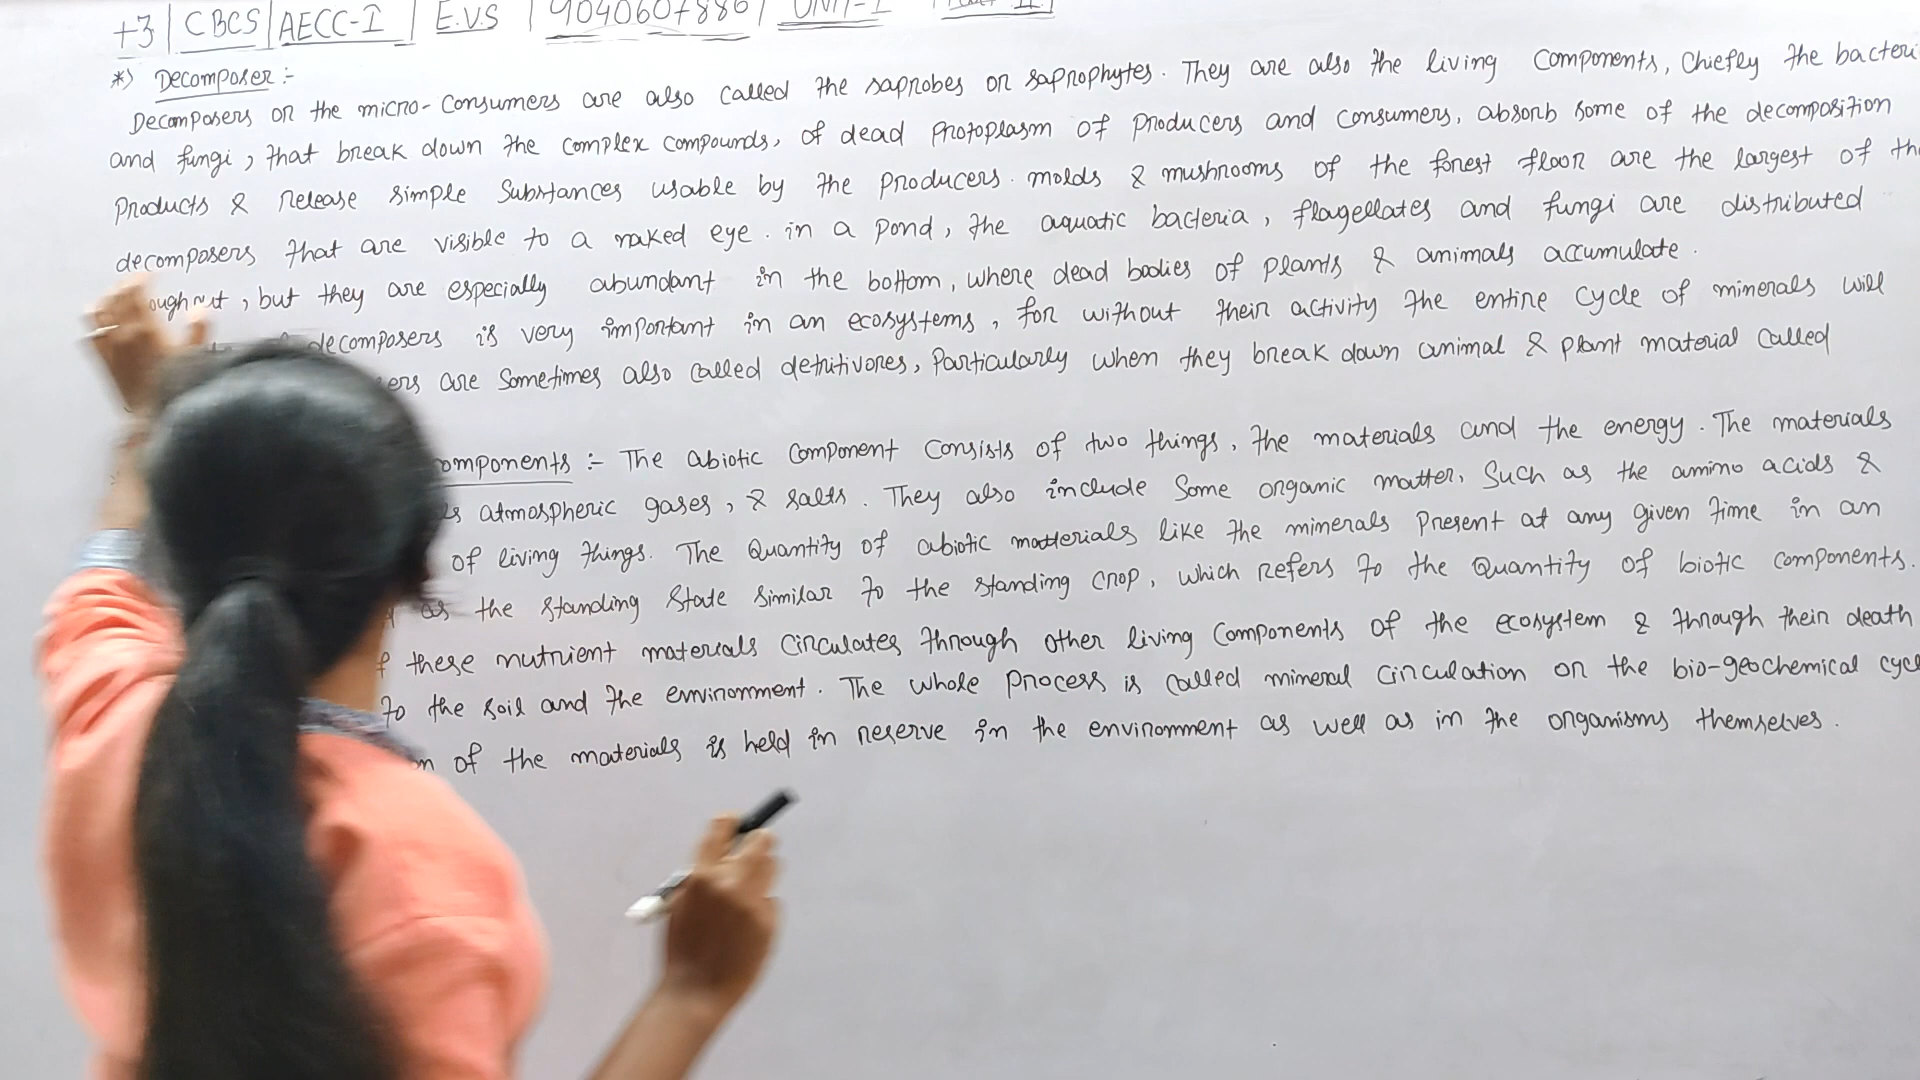 +3 | CBCS | AECC-I | E.V.S | 9040607886 | UNIT-I
*) Decomposer :-
Decomposers or the micro-consumers are also called the saprobes or saprophytes. They are also the living components, chiefly the bacteri
and fungi, that break down the complex compounds, of dead protoplasm of producers and consumers, absorb some of the decomposition
products & release simple substances usable by the producers. molds & mushrooms of the forest floor are the largest of the
decomposers that are visible to a naked eye. in a pond, the aquatic bacteria, flagellates and fungi are distributed
oughout, but they are especially abundant in the bottom, where dead bodies of plants & animals accumulate.
decomposers is very important in an ecosystems, for without their activity the entire cycle of minerals will
ers are sometimes also called detritivores, particularly when they break down animal & plant material called
omponents :- The abiotic component consists of two things, the materials and the energy. The materials
ls atmospheric gases, & salts. They also include some organic matter, such as the amino acids &
of living things. The quantity of abiotic matterials like the minerals present at any given time in an
as the standing state similar to the standing crop, which refers to the quantity of biotic components.
f these nutrient materials circulates through other living components of the ecosystem & through their death
to the soil and the environment. The whole process is called mineral circulation or the bio-geochemical cycl
on of the materials is held in reserve in the environment as well as in the organisms themselves.